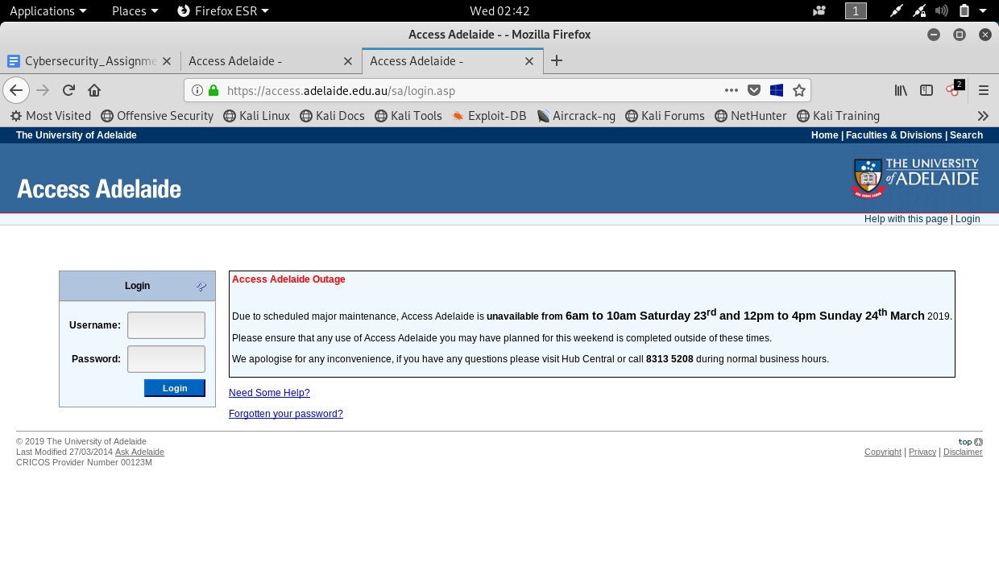 Applications Places Firefox ESR Wed 02:42 1
Access Adelaide - - Mozilla Firefox
Cybersecurity_Assignme Access Adelaide - Access Adelaide -
https://access.adelaide.edu.au/sa/login.asp 2
Most Visited Offensive Security Kali Linux Kali Docs Kali Tools Exploit-DB Aircrack-ng Kali Forums NetHunter Kali Training
The University of Adelaide Home | Faculties & Divisions | Search
Access Adelaide
THE UNIVERSITY
of ADELAIDE
Help with this page | Login
Login
Username:
Password:
Login
Access Adelaide Outage
Due to scheduled major maintenance, Access Adelaide is unavailable from 6am to 10am Saturday 23rd and 12pm to 4pm Sunday 24th March 2019.
Please ensure that any use of Access Adelaide you may have planned for this weekend is completed outside of these times.
We apologise for any inconvenience, if you have any questions please visit Hub Central or call 8313 5208 during normal business hours.
Need Some Help?
Forgotten your password?
© 2019 The University of Adelaide top
Last Modified 27/03/2014 Ask Adelaide Copyright | Privacy | Disclaimer
CRICOS Provider Number 00123M